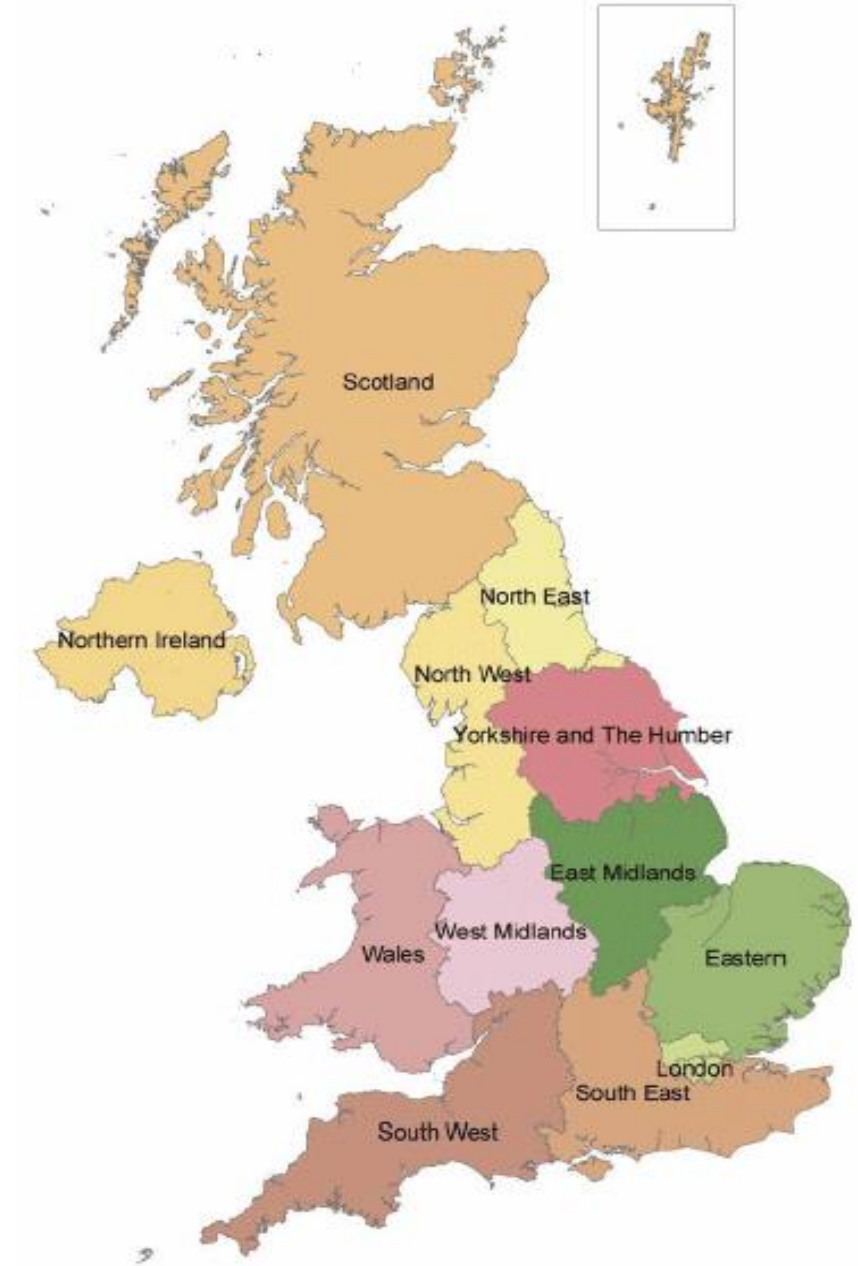 Scotland
North East
Northern Ireland
North West
Yorkshire and The Humber
East Midlands
West Midlands
Wales
Eastern
London
South East
South West